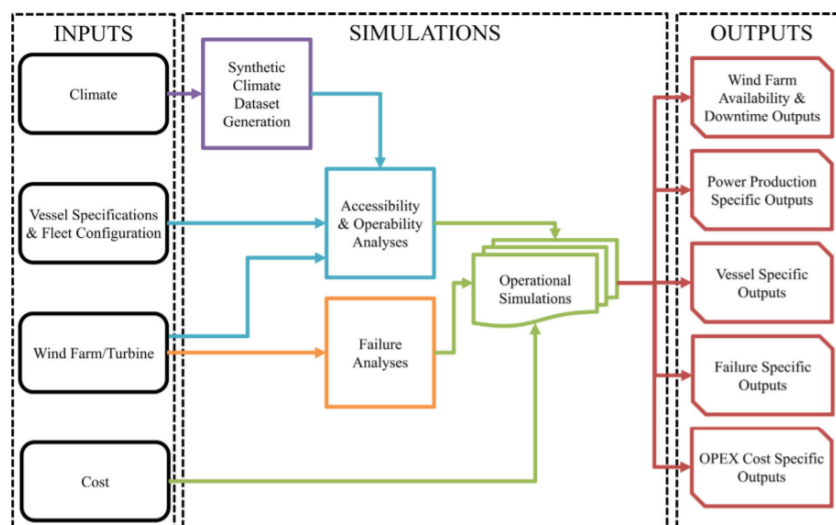 INPUTS
Climate
Vessel Specifications
& Fleet Configuration
Wind Farm/Turbine
Cost
SIMULATIONS
Synthetic
Climate
Dataset
Generation
Accessibility
& Operability
Analyses
Failure
Analyses
Operational
Simulations
OUTPUTS
Wind Farm
Availability &
Downtime Outputs
Power Production
Specific Outputs
Vessel Specific
Outputs
Failure Specific
Outputs
OPEX Cost Specific
Outputs